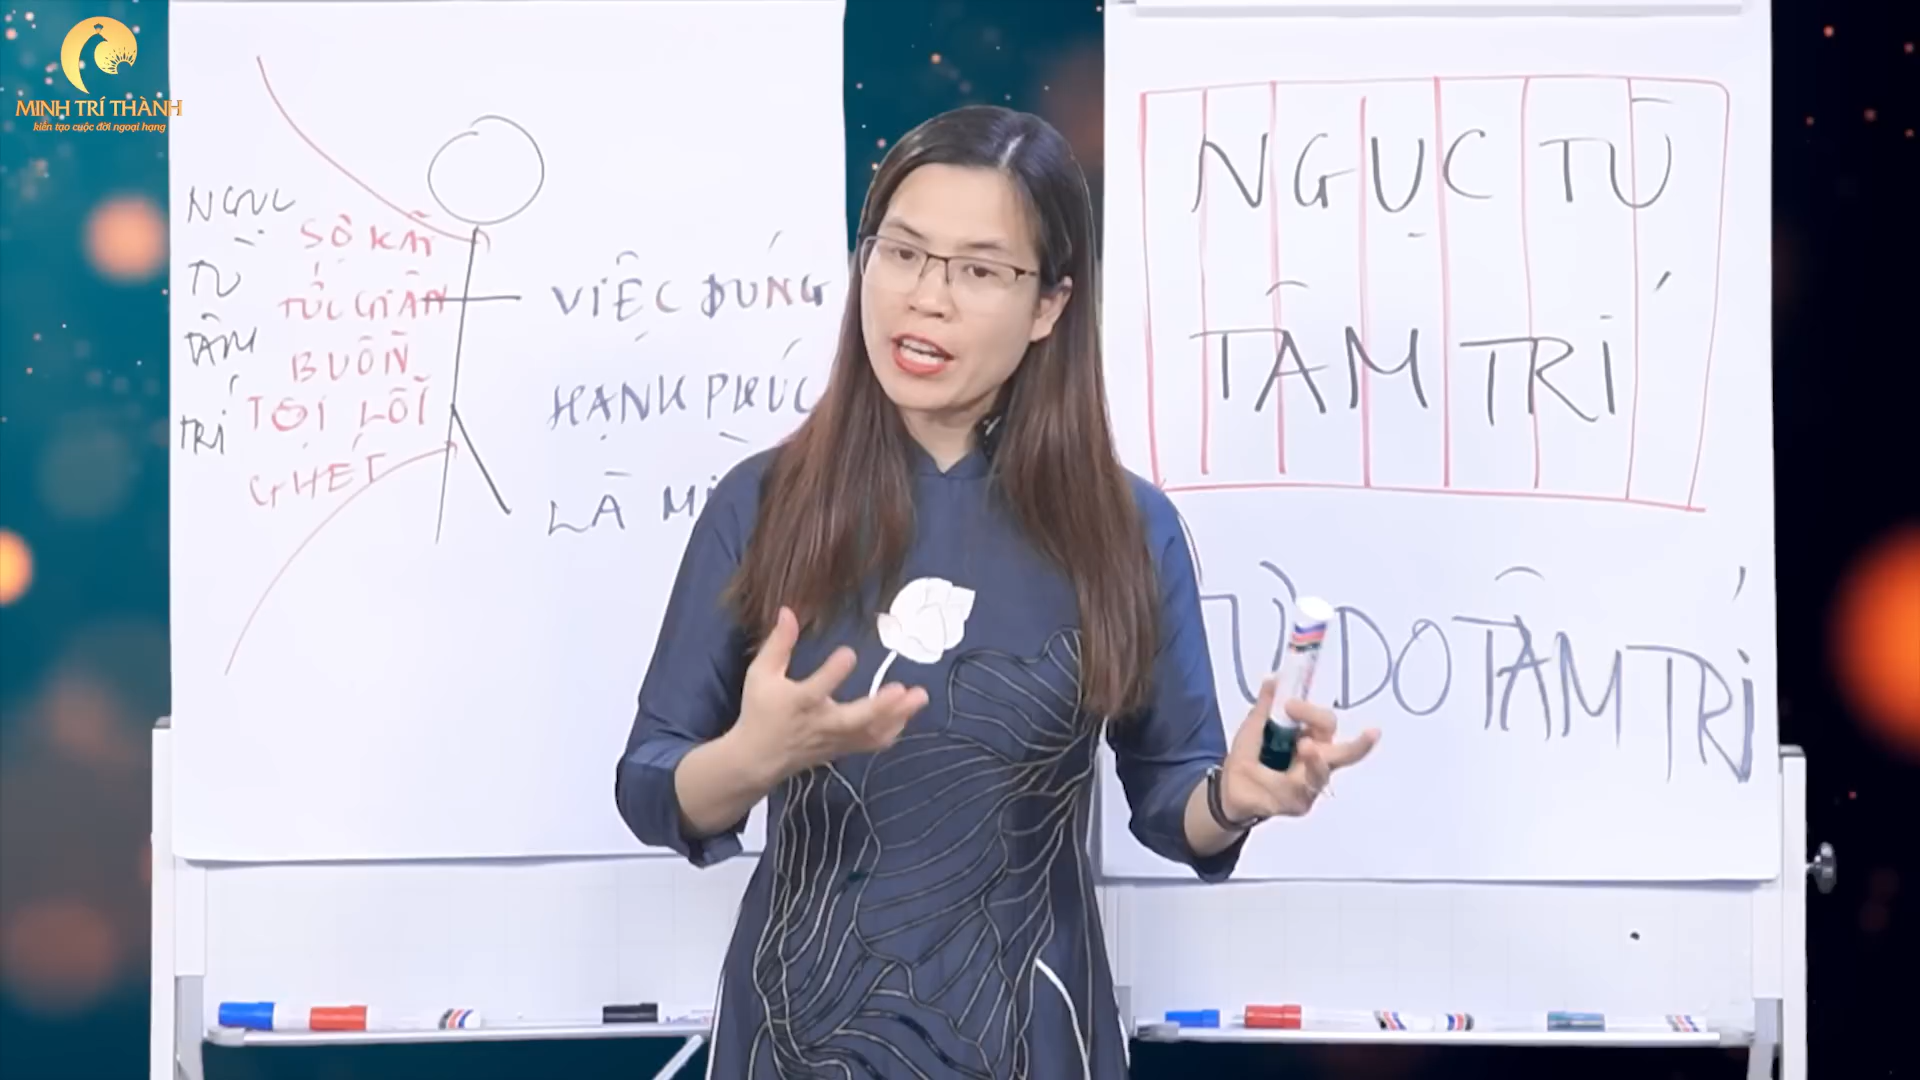 MINH TRÍ THÀNH
kiến tạo cuộc đời ngoại hạng
NGỤC
TÙ
TÂM
TRÍ
SỢ HÃI
TỨC GIẬN
BUỒN
TỘI LỖI
GHÉT
VIỆC ĐÚNG
HẠNH PHÚC
LÀ
NGỤC TÙ
TÂM TRÍ
TỰ DO TÂM TRÍ